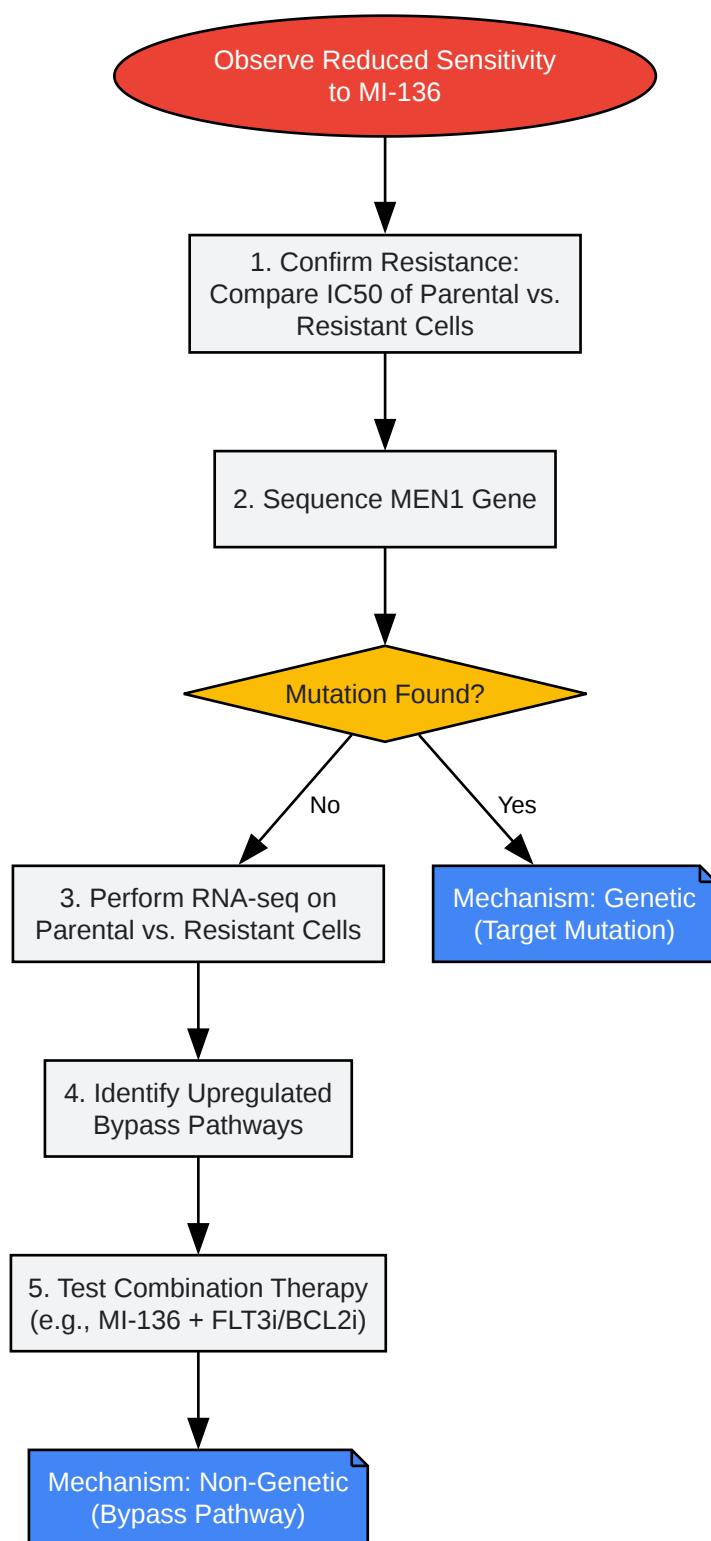 Observe Reduced Sensitivity
to MI-136
1. Confirm Resistance:
Compare IC50 of Parental vs.
Resistant Cells
2. Sequence MEN1 Gene
Mutation Found?
No
Yes
3. Perform RNA-seq on
Parental vs. Resistant Cells
Mechanism: Genetic
(Target Mutation)
4. Identify Upregulated
Bypass Pathways
5. Test Combination Therapy
(e.g., MI-136 + FLT3i/BCL2i)
Mechanism: Non-Genetic
(Bypass Pathway)